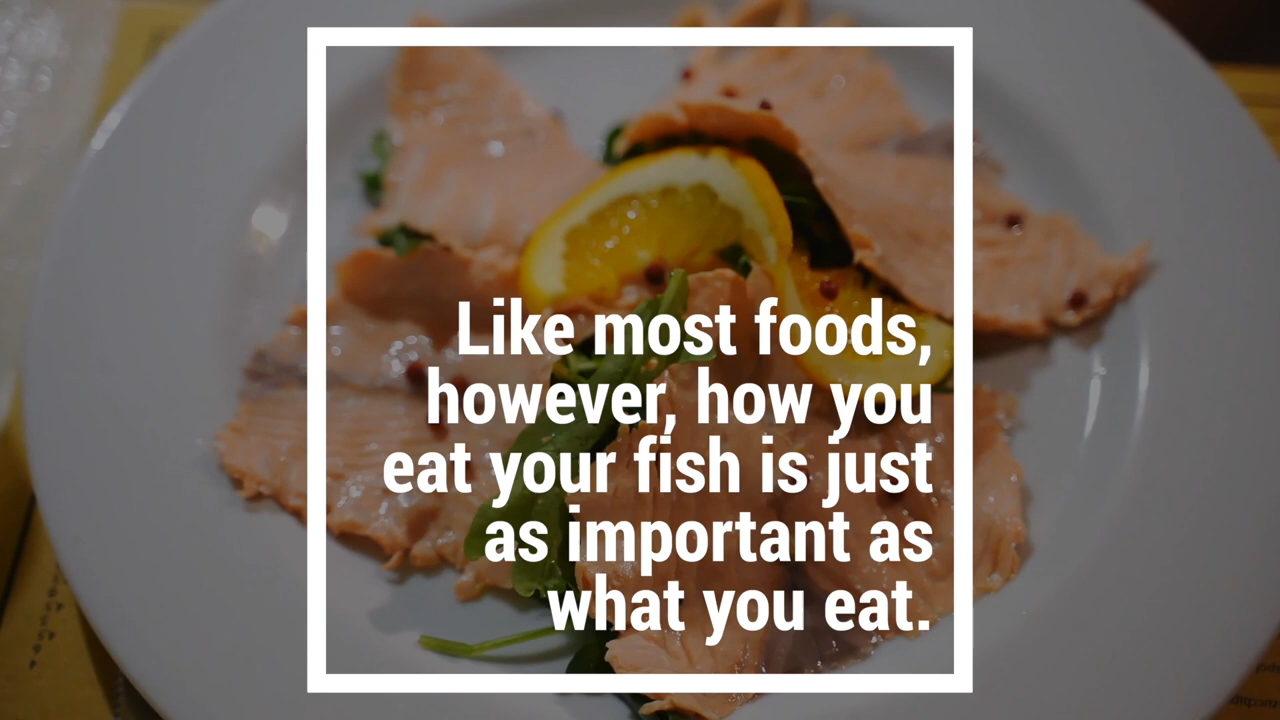 Like most foods,
however, how you
eat your fish is just
as important as
what you eat.